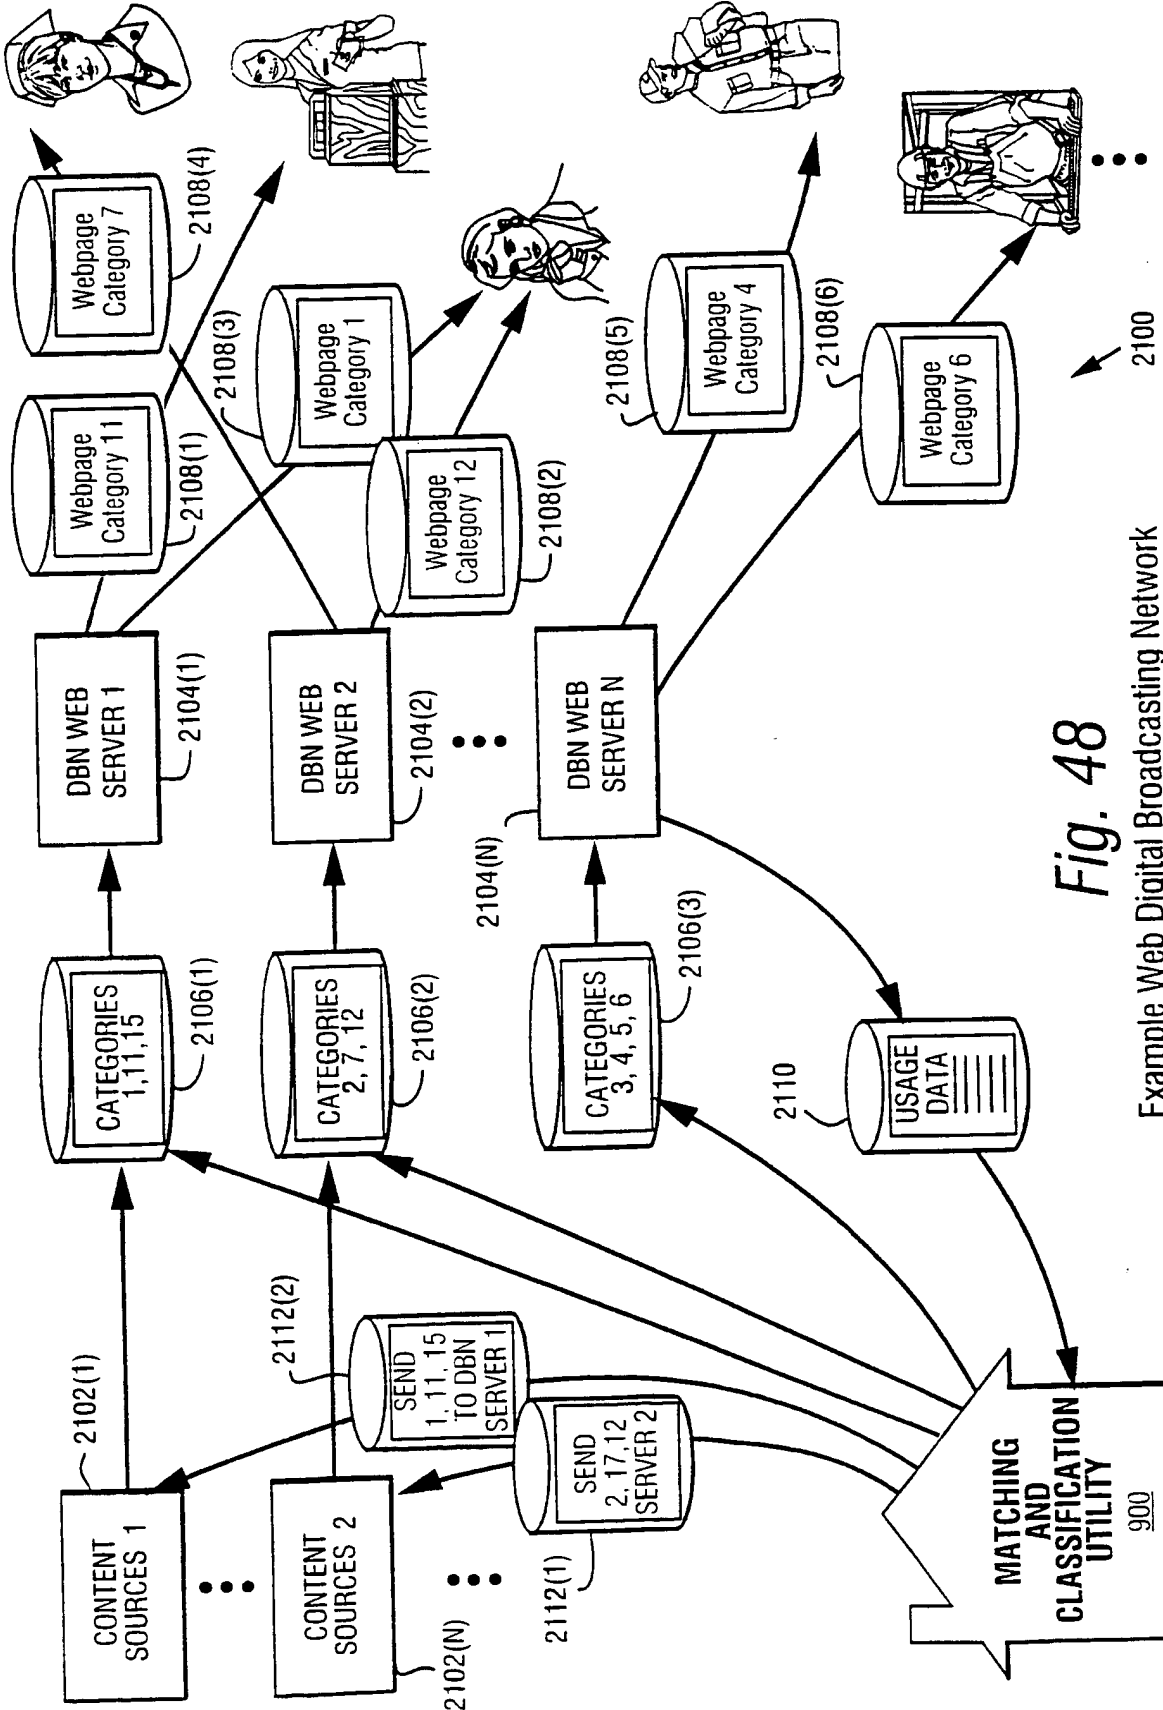 CONTENT
SOURCES 1
2102(1)
CONTENT
SOURCES 2
2102(N)
SEND
1, 11, 15
TO DBN
SERVER 1
2112(2)
SEND
2, 17,12
SERVER 2
2112(1)
MATCHING
AND
CLASSIFICATION
UTILITY
900
CATEGORIES
1,11,15
2106(1)
CATEGORIES
2, 7, 12
2106(2)
CATEGORIES
3, 4, 5, 6
2106(3)
USAGE
DATA
2110
DBN WEB
SERVER 1
2104(1)
DBN WEB
SERVER 2
2104(2)
DBN WEB
SERVER N
2104(N)
Webpage
Category 11
2108(1)
Webpage
Category 7
2108(4)
Webpage
Category 1
2108(3)
Webpage
Category 12
2108(2)
Webpage
Category 4
2108(5)
Webpage
Category 6
2108(6)
2100
Fig. 48
Example Web Digital Broadcasting Network